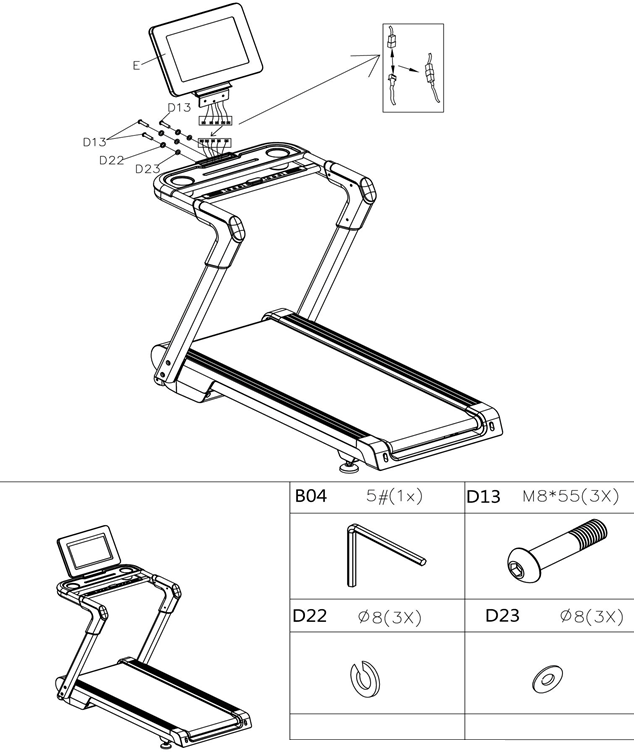 E
D13
D13
D22
D23
B04 5#(1x) D13 M8*55(3X)
D22 Ø8(3X) D23 Ø8(3X)